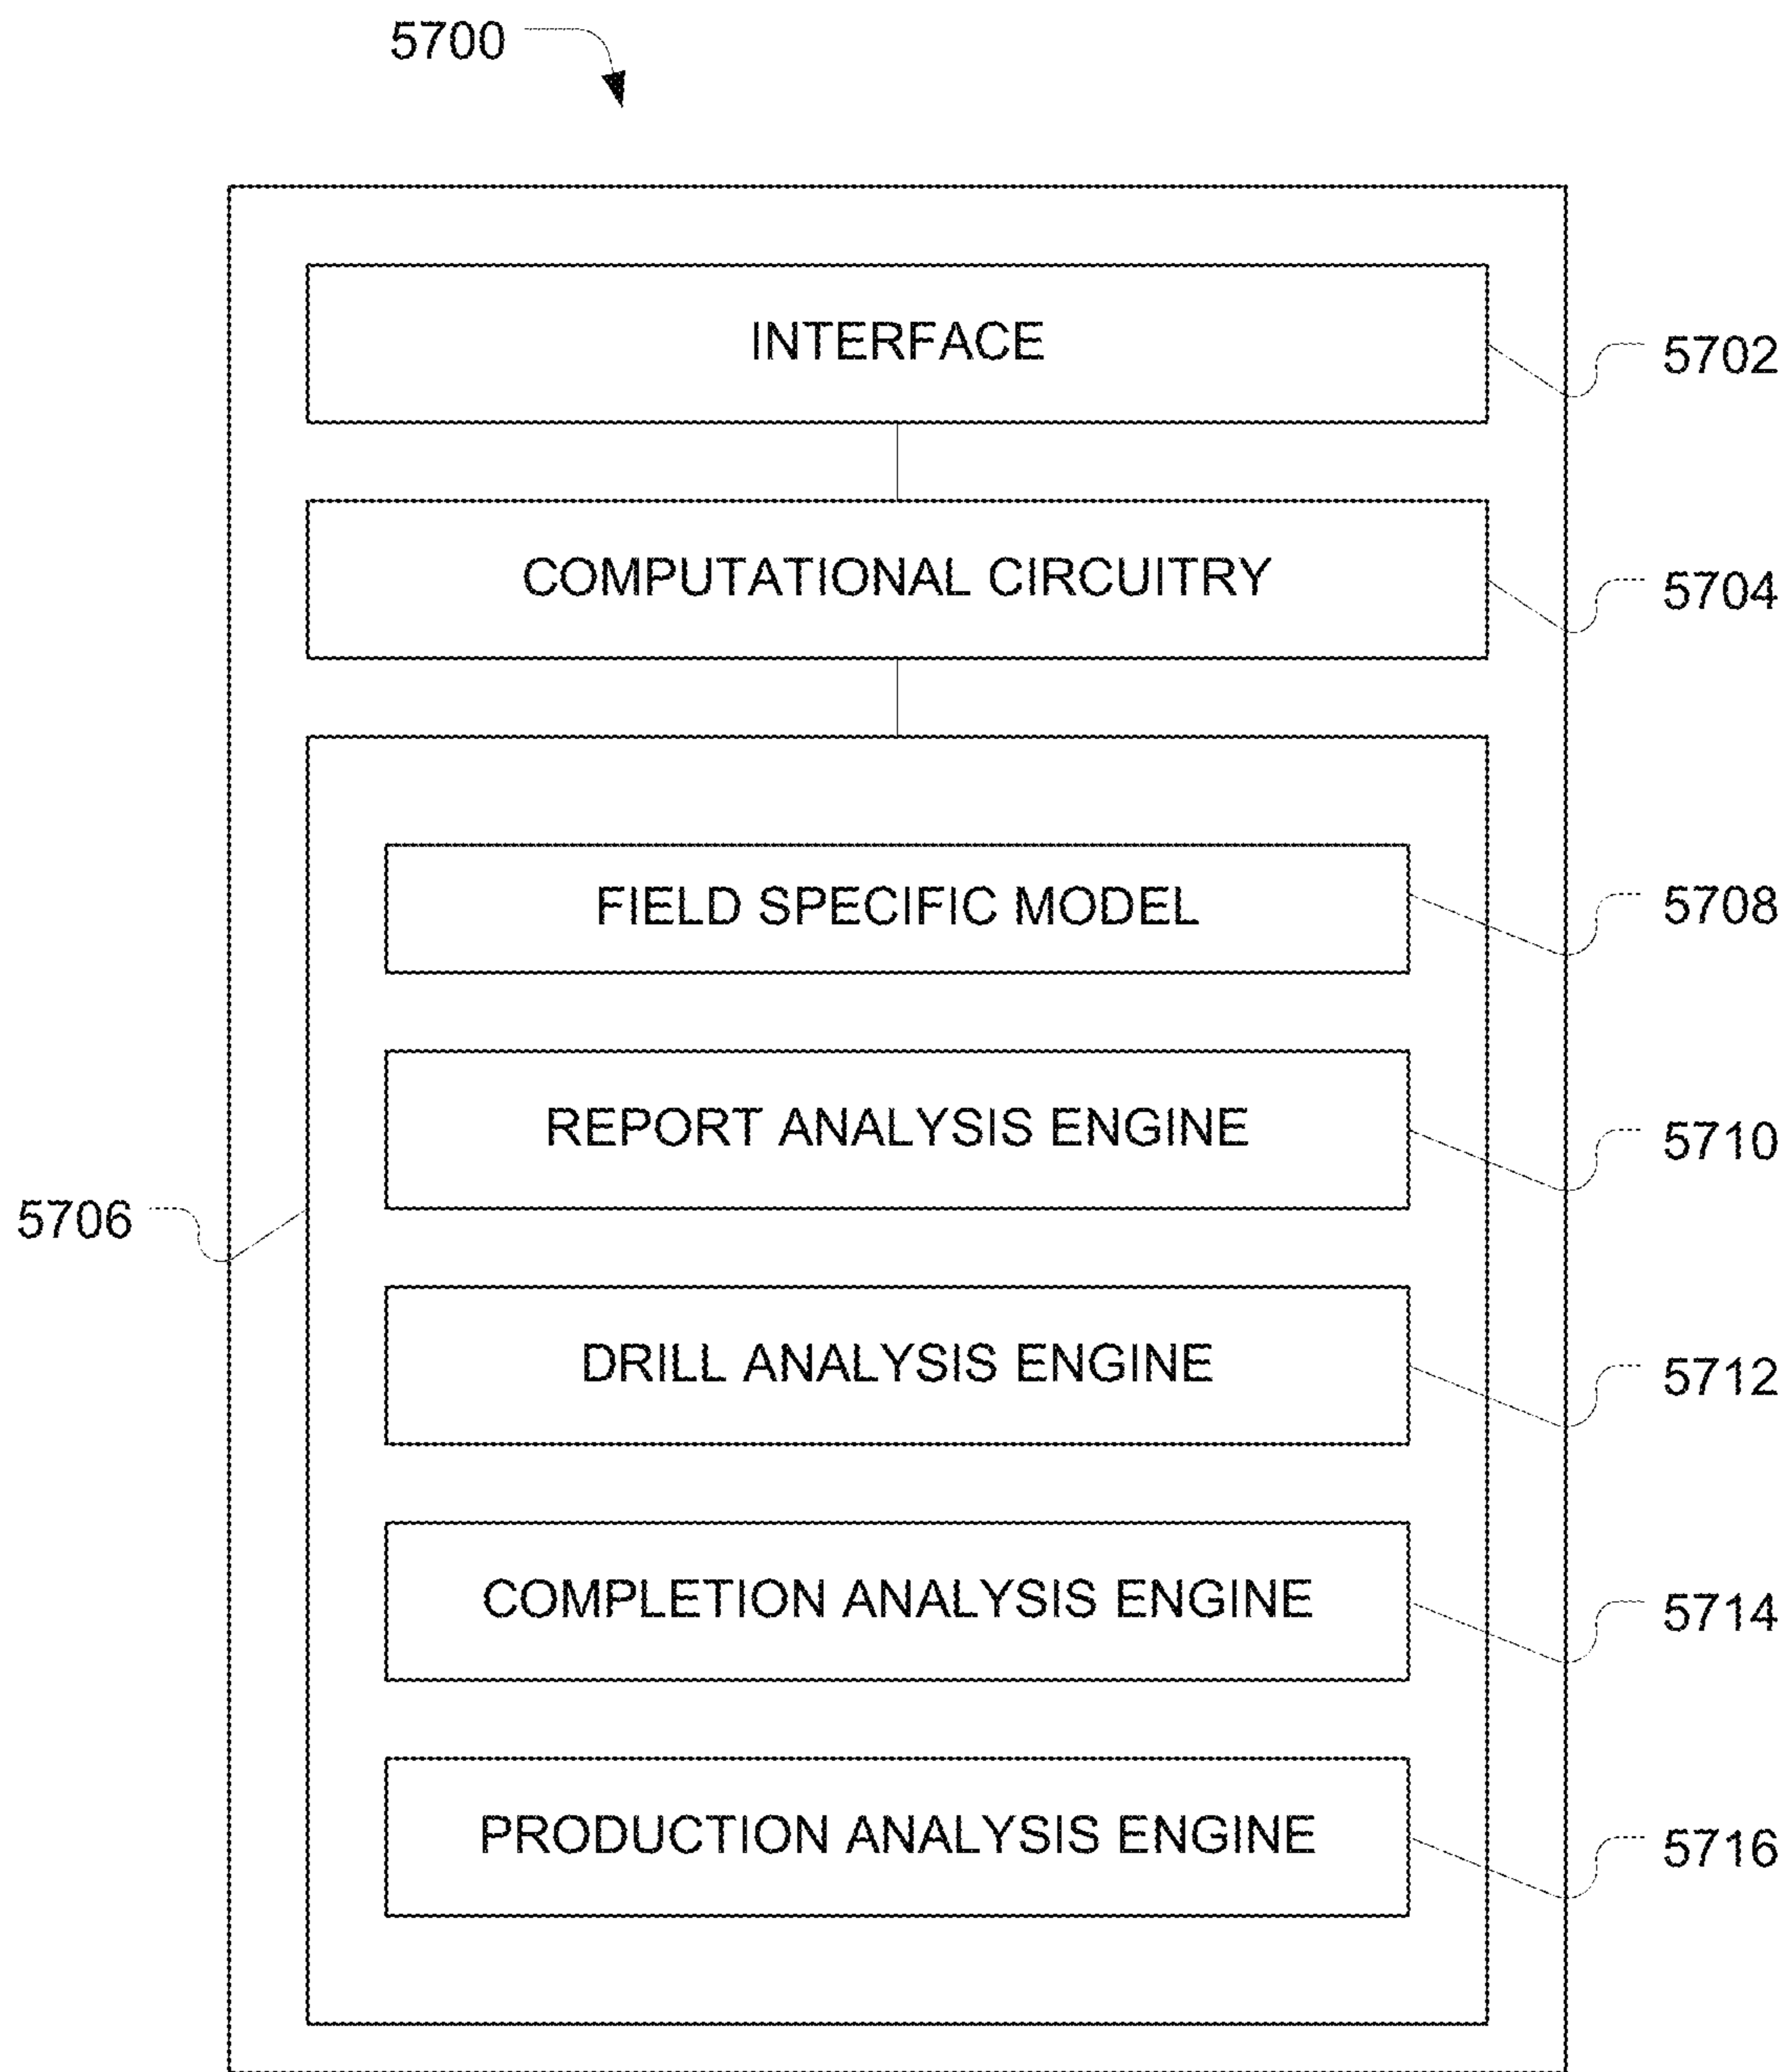 5700
INTERFACE
5702
COMPUTATIONAL CIRCUITRY
5704
FIELD SPECIFIC MODEL
5708
REPORT ANALYSIS ENGINE
5710
5706
DRILL ANALYSIS ENGINE
5712
COMPLETION ANALYSIS ENGINE
5714
PRODUCTION ANALYSIS ENGINE
5716